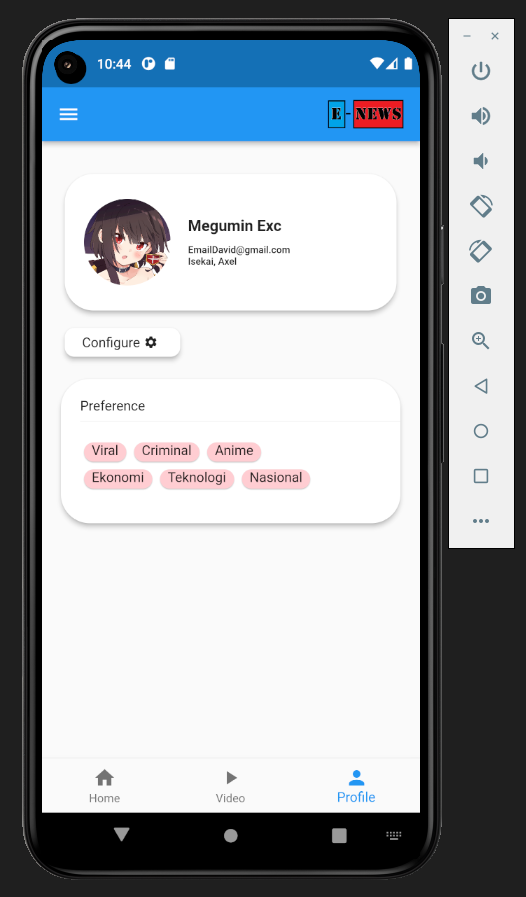 10:44
E-NEWS
Megumin Exc
EmailDavid@gmail.com
Isekai, Axel
Configure
Preference
Viral Criminal Anime
Ekonomi Teknologi Nasional
Home Video Profile